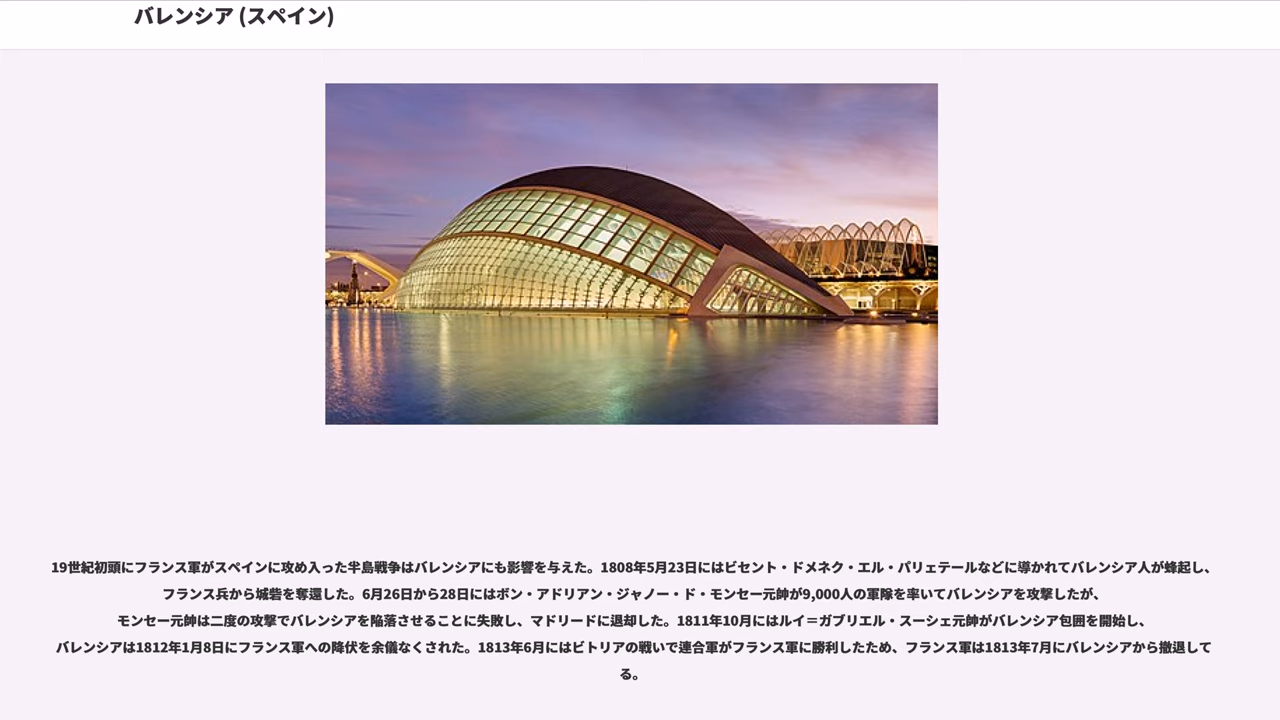 バレンシア (スペイン)
19世紀初頭にフランス軍がスペインに攻め入った半島戦争はバレンシアにも影響を与えた。1808年5月23日にはビセント・ドメネク・エル・パリェテールなどに導かれてバレンシア人が蜂起し、
フランス兵から城砦を奪還した。6月26日から28日にはボン・アドリアン・ジャノー・ド・モンセー元帥が9,000人の軍隊を率いてバレンシアを攻撃したが、
モンセー元帥は二度の攻撃でバレンシアを陥落させることに失敗し、マドリードに退却した。1811年10月にはルイ＝ガブリエル・スーシェ元帥がバレンシア包囲を開始し、
バレンシアは1812年1月8日にフランス軍への降伏を余儀なくされた。1813年6月にはビトリアの戦いで連合軍がフランス軍に勝利したため、フランス軍は1813年7月にバレンシアから撤退して
る。